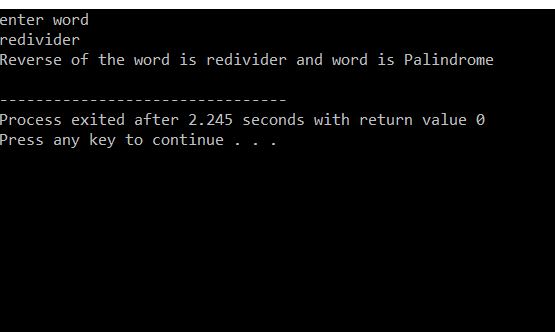 enter word
redivider
Reverse of the word is redivider and word is Palindrome
--------------------------------
Process exited after 2.245 seconds with return value 0
Press any key to continue . . .